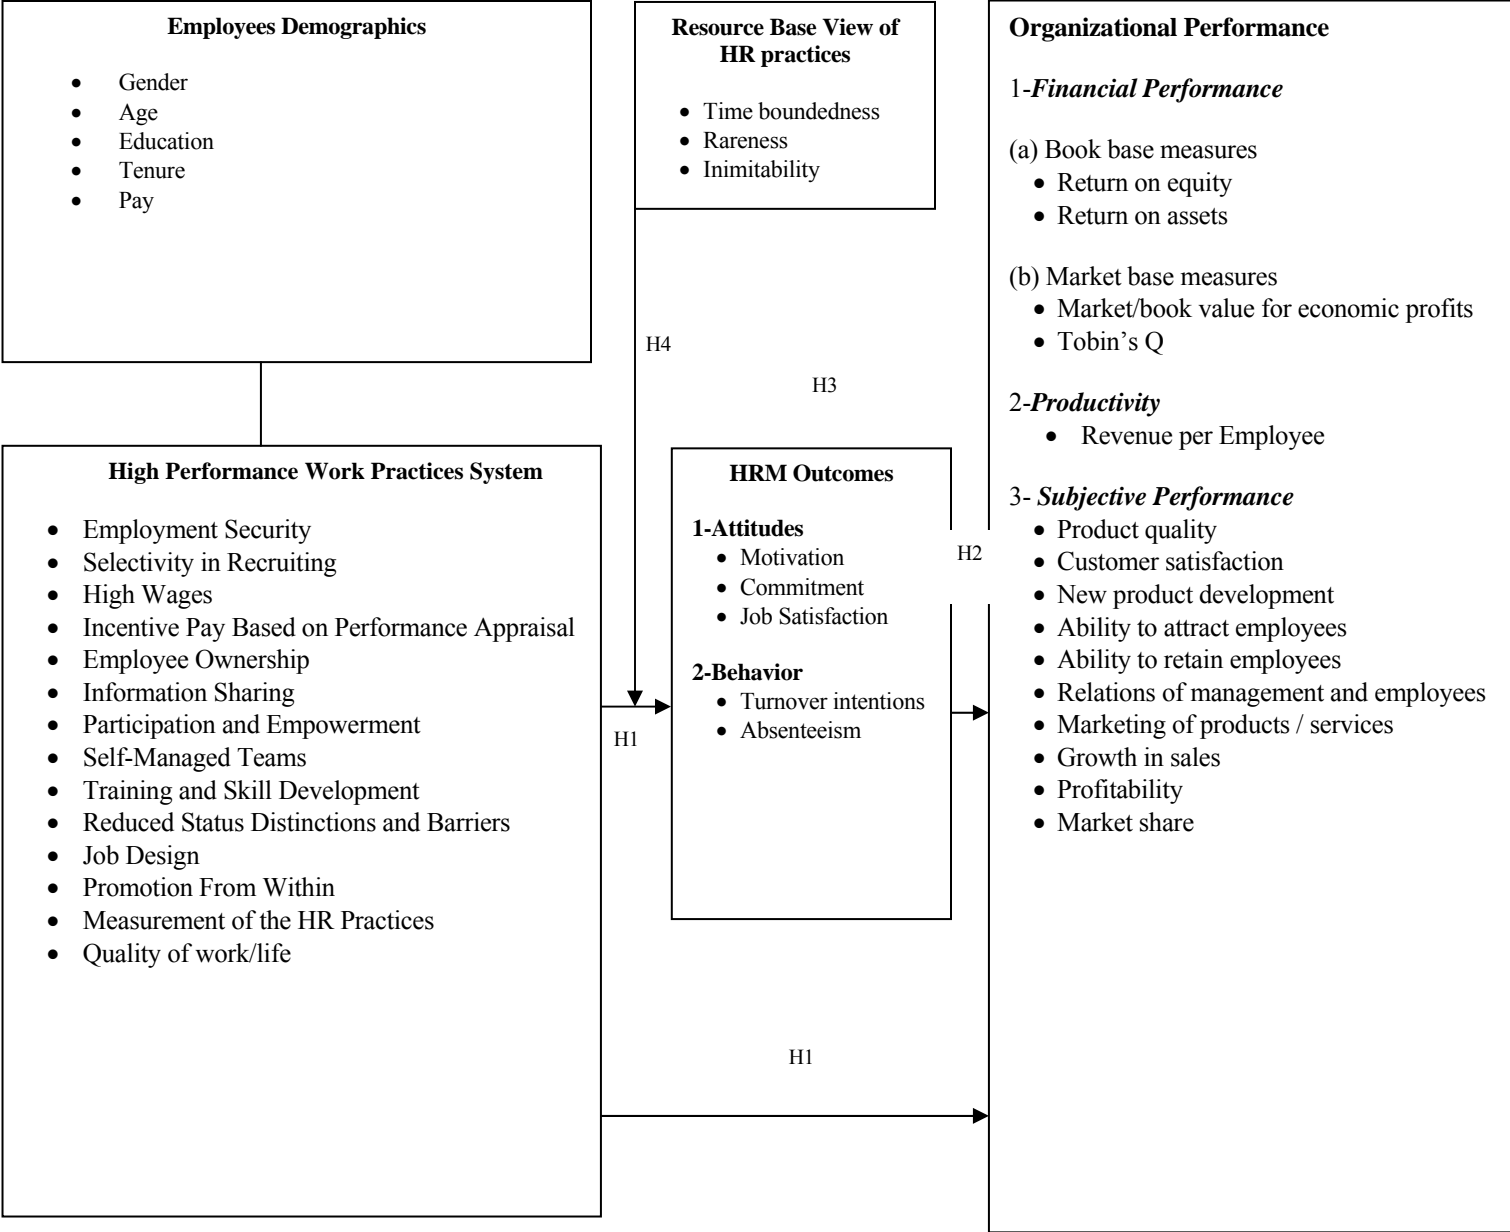 Employees Demographics
• Gender
• Age
• Education
• Tenure
• Pay
Resource Base View of
HR practices
• Time boundedness
• Rareness
• Inimitability
H4
H3
High Performance Work Practices System
• Employment Security
• Selectivity in Recruiting
• High Wages
• Incentive Pay Based on Performance Appraisal
• Employee Ownership
• Information Sharing
• Participation and Empowerment
• Self-Managed Teams
• Training and Skill Development
• Reduced Status Distinctions and Barriers
• Job Design
• Promotion From Within
• Measurement of the HR Practices
• Quality of work/life
H1
HRM Outcomes
1-Attitudes
• Motivation
• Commitment
• Job Satisfaction
2-Behavior
• Turnover intentions
• Absenteeism
H2
H1
Organizational Performance
1-Financial Performance
(a) Book base measures
• Return on equity
• Return on assets
(b) Market base measures
• Market/book value for economic profits
• Tobin’s Q
2-Productivity
• Revenue per Employee
3- Subjective Performance
• Product quality
• Customer satisfaction
• New product development
• Ability to attract employees
• Ability to retain employees
• Relations of management and employees
• Marketing of products / services
• Growth in sales
• Profitability
• Market share